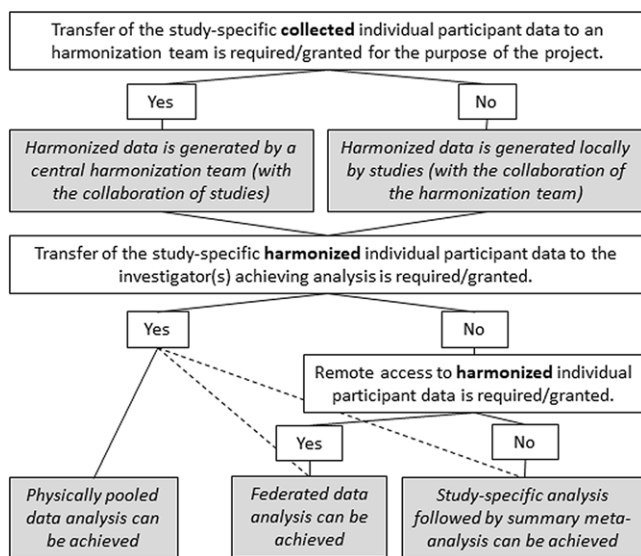 Transfer of the study-specific collected individual participant data to an
harmonization team is required/granted for the purpose of the project.
Yes
No
Harmonized data is generated by a
central harmonization team (with
the collaboration of studies)
Harmonized data is generated locally
by studies (with the collaboration of
the harmonization team)
Transfer of the study-specific harmonized individual participant data to the
investigator(s) achieving analysis is required/granted.
Yes
No
Remote access to harmonized individual
participant data is required/granted.
Yes
No
Physically pooled
data analysis can
be achieved
Federated data
analysis can be
achieved
Study-specific analysis
followed by summary meta-
analysis can be achieved